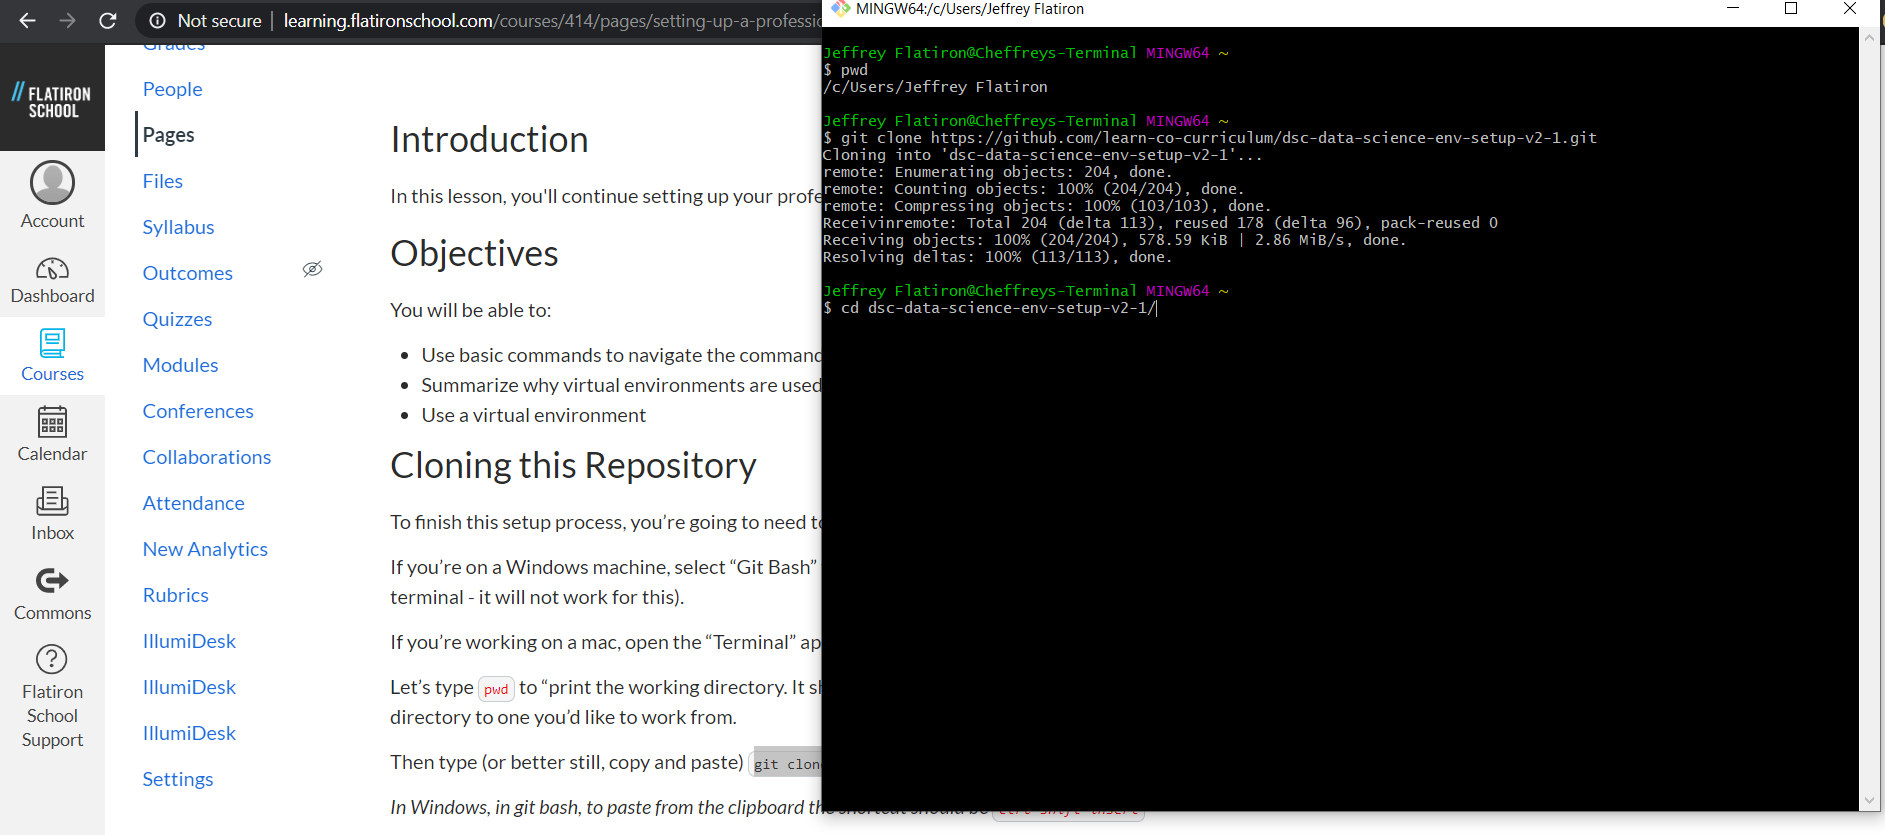 Not secure | learning.flatironschool.com/courses/414/pages/setting-up-a-professio
MINGW64:/c/Users/Jeffrey Flatiron
// FLATIRON
SCHOOL
Account
Dashboard
Courses
Calendar
Inbox
Commons
Flatiron
School
Support
Grades
People
Pages
Files
Syllabus
Outcomes
Quizzes
Modules
Conferences
Collaborations
Attendance
New Analytics
Rubrics
IllumiDesk
IllumiDesk
IllumiDesk
Settings
Introduction
In this lesson, you'll continue setting up your profe
Objectives
You will be able to:
• Use basic commands to navigate the command
• Summarize why virtual environments are used
• Use a virtual environment
Cloning this Repository
To finish this setup process, you’re going to need to
If you’re on a Windows machine, select “Git Bash”
terminal - it will not work for this).
If you’re working on a mac, open the “Terminal” ap
Let’s type pwd to “print the working directory. It sh
directory to one you’d like to work from.
Then type (or better still, copy and paste) git clon
In Windows, in git bash, to paste from the clipboard the shortcut should be ctrl shift insert
Jeffrey Flatiron@Cheffreys-Terminal MINGW64 ~
$ pwd
/c/Users/Jeffrey Flatiron
Jeffrey Flatiron@Cheffreys-Terminal MINGW64 ~
$ git clone https://github.com/learn-co-curriculum/dsc-data-science-env-setup-v2-1.git
Cloning into 'dsc-data-science-env-setup-v2-1'...
remote: Enumerating objects: 204, done.
remote: Counting objects: 100% (204/204), done.
remote: Compressing objects: 100% (103/103), done.
Receivinremote: Total 204 (delta 113), reused 178 (delta 96), pack-reused 0
Receiving objects: 100% (204/204), 578.59 KiB | 2.86 MiB/s, done.
Resolving deltas: 100% (113/113), done.
Jeffrey Flatiron@Cheffreys-Terminal MINGW64 ~
$ cd dsc-data-science-env-setup-v2-1/